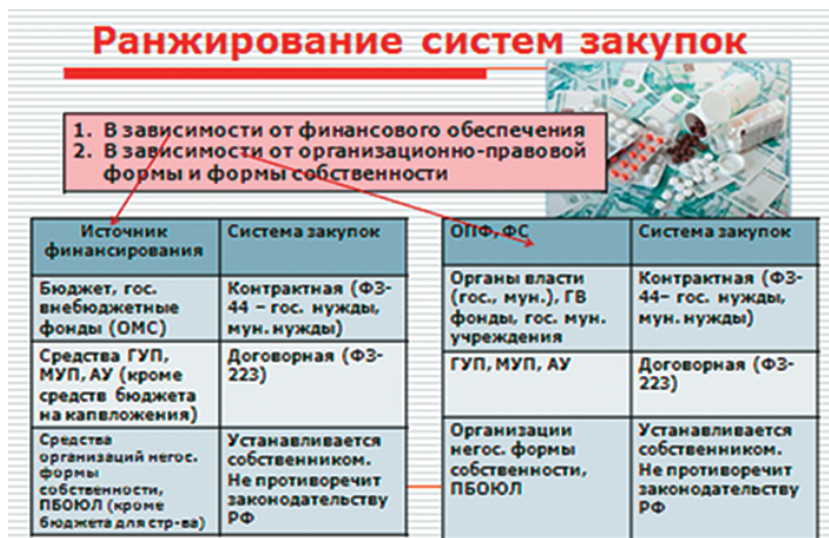 Ранжирование систем закупок
1. В зависимости от финансового обеспечения
2. В зависимости от организационно-правовой
формы и формы собственности
Источник
финансирования
Система закупок
Бюджет, гос.
внебюджетные
фонды (ОМС)
Контрактная (ФЗ-
44 – гос. нужды,
мун. нужды)
Средства ГУП,
МУП, АУ (кроме
средств бюджета
на капвложения)
Договорная (ФЗ-
223)
Средства
организаций негос.
формы
собственности,
ПБОЮЛ (кроме
бюджета для стр-ва)
Устанавливается
собственником.
Не противоречит
законодательству
РФ
ОПФ, ФС
Система закупок
Органы власти
(гос., мун.), ГВ
фонды, гос. мун.
учреждения
Контрактная (ФЗ-
44– гос. нужды,
мун. нужды)
ГУП, МУП, АУ
Договорная (ФЗ-
223)
Организации
негос. формы
собственности,
ПБОЮЛ
Устанавливается
собственником.
Не противоречит
законодательству
РФ